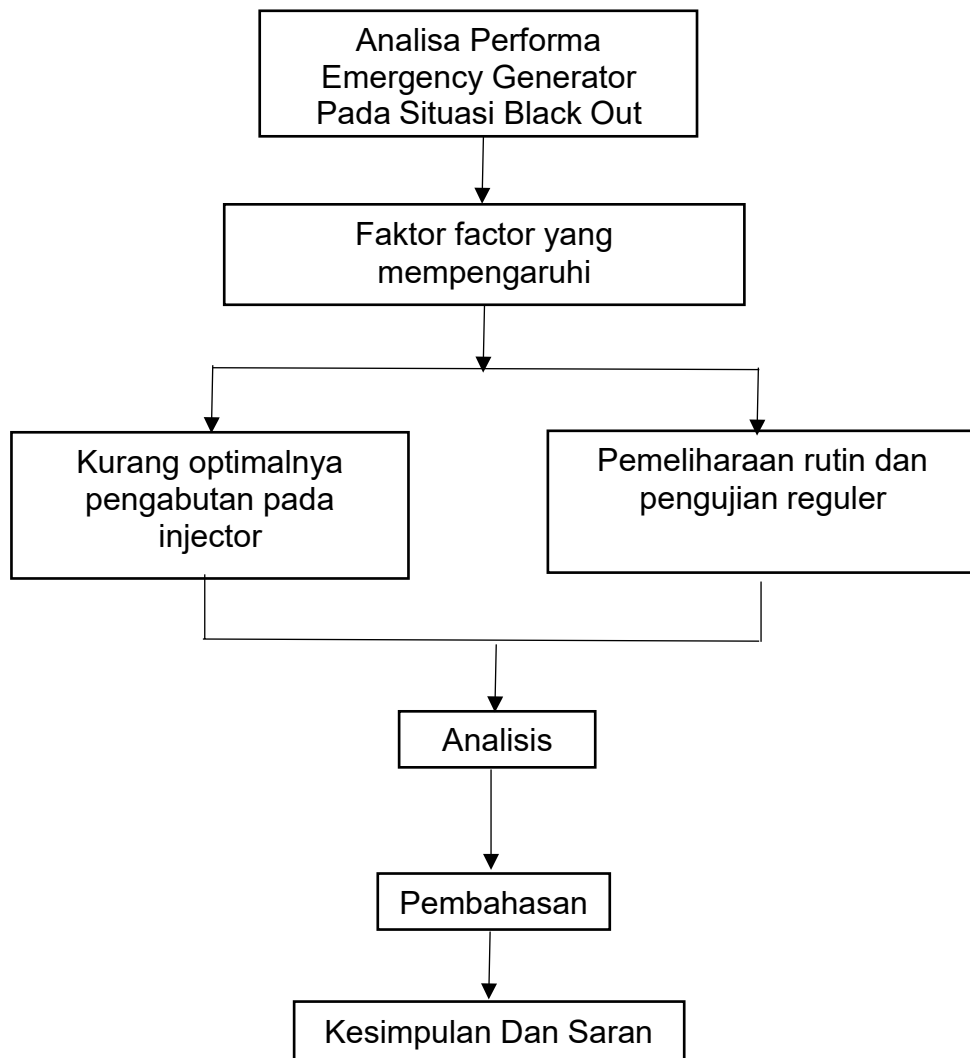 Analisa Performa
Emergency Generator
Pada Situasi Black Out
Faktor factor yang
mempengaruhi
Kurang optimalnya
pengabutan pada
injector
Pemeliharaan rutin dan
pengujian reguler
Analisis
Pembahasan
Kesimpulan Dan Saran